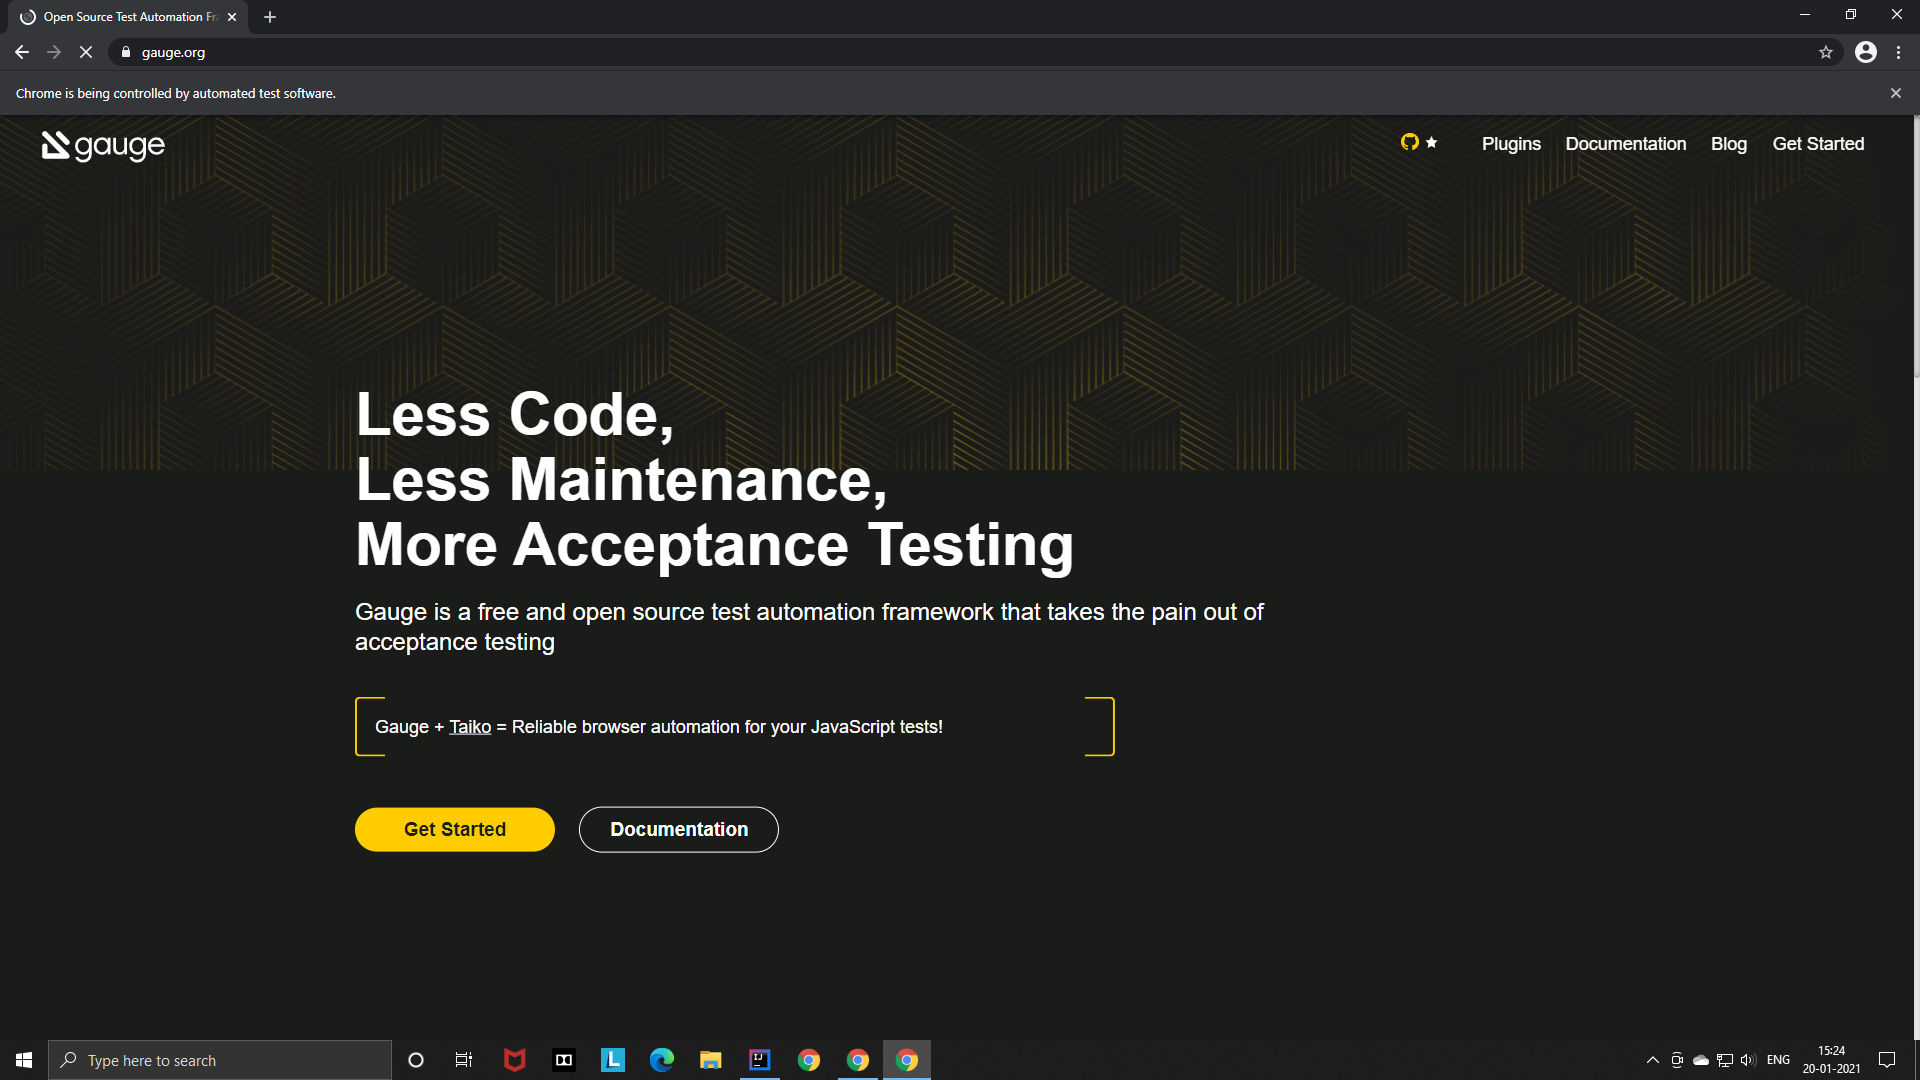 Open Source Test Automation Fr
gauge.org
Chrome is being controlled by automated test software.
gauge
Plugins Documentation Blog Get Started
Less Code,
Less Maintenance,
More Acceptance Testing
Gauge is a free and open source test automation framework that takes the pain out of
acceptance testing
Gauge + Taiko = Reliable browser automation for your JavaScript tests!
Get Started Documentation
Type here to search
L
IJ
ENG
15:24
20-01-2021